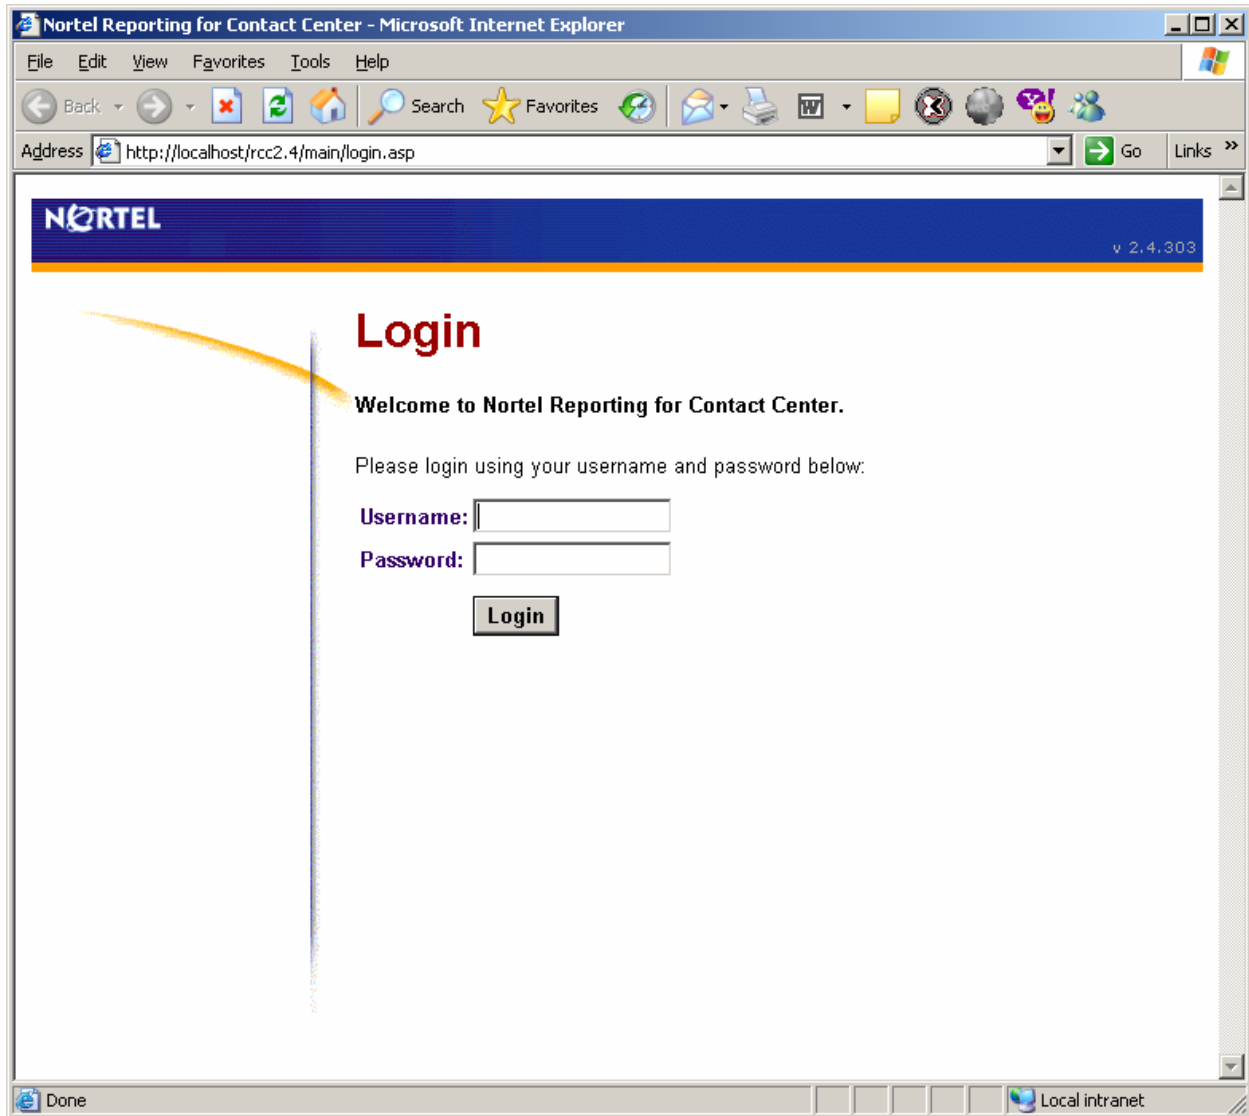 Nortel Reporting for Contact Center - Microsoft Internet Explorer
File Edit View Favorites Tools Help
Back Search Favorites
Address http://localhost/rcc2.4/main/login.asp Go Links »
NORTEL
v 2.4.303
Login
Welcome to Nortel Reporting for Contact Center.
Please login using your username and password below:
Username:
Password:
Login
Done Local intranet